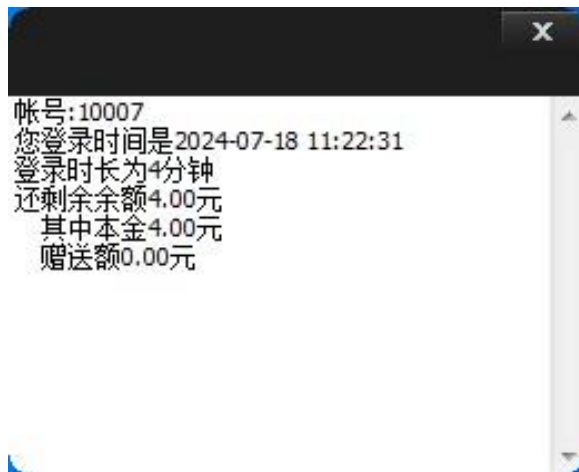 帐号:10007
您登录时间是2024-07-18 11:22:31
登录时长为4分钟
还剩余余额4.00元
其中本金4.00元
赠送额0.00元